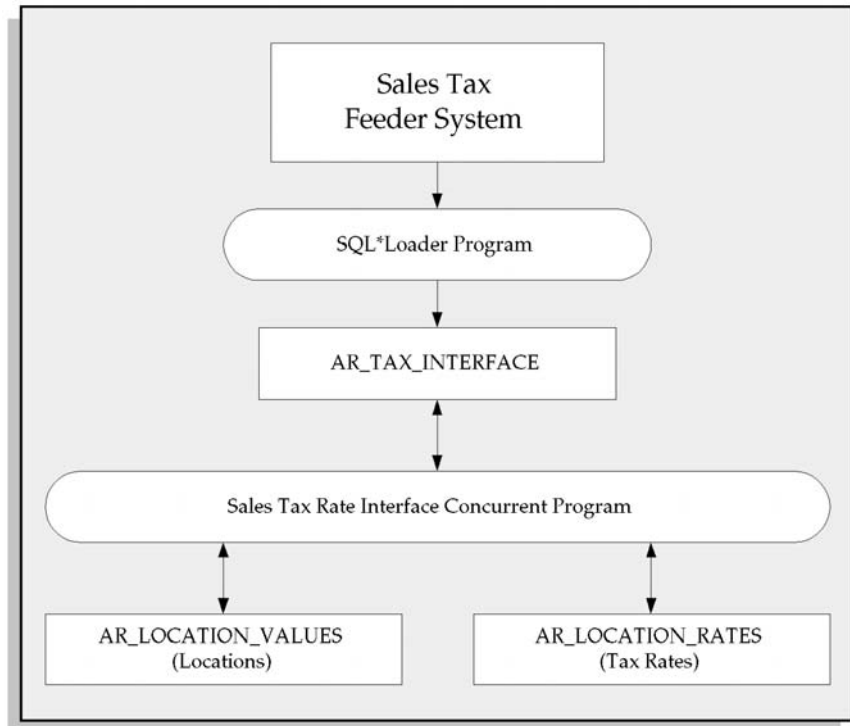 Sales Tax
Feeder System
SQL*Loader Program
AR_TAX_INTERFACE
Sales Tax Rate Interface Concurrent Program
AR_LOCATION_VALUES
(Locations)
AR_LOCATION_RATES
(Tax Rates)